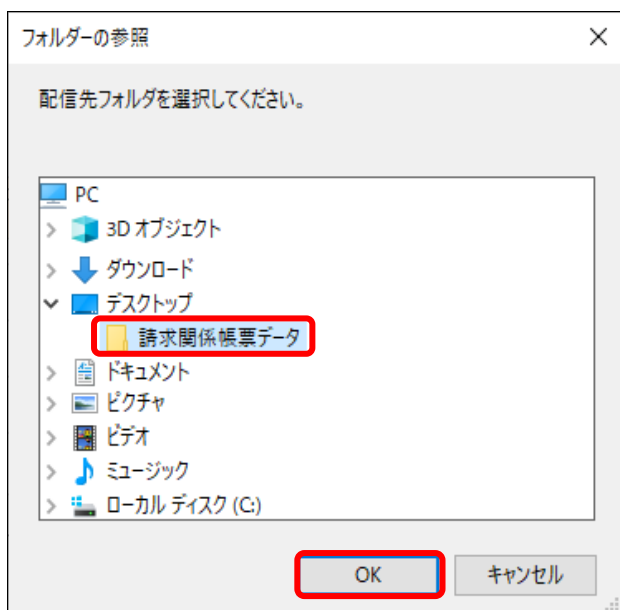 フォルダーの参照
配信先フォルダを選択してください。
PC
3D オブジェクト
ダウンロード
デスクトップ
請求関係帳票データ
ドキュメント
ピクチャ
ビデオ
ミュージック
ローカル ディスク (C:)
OK キャンセル